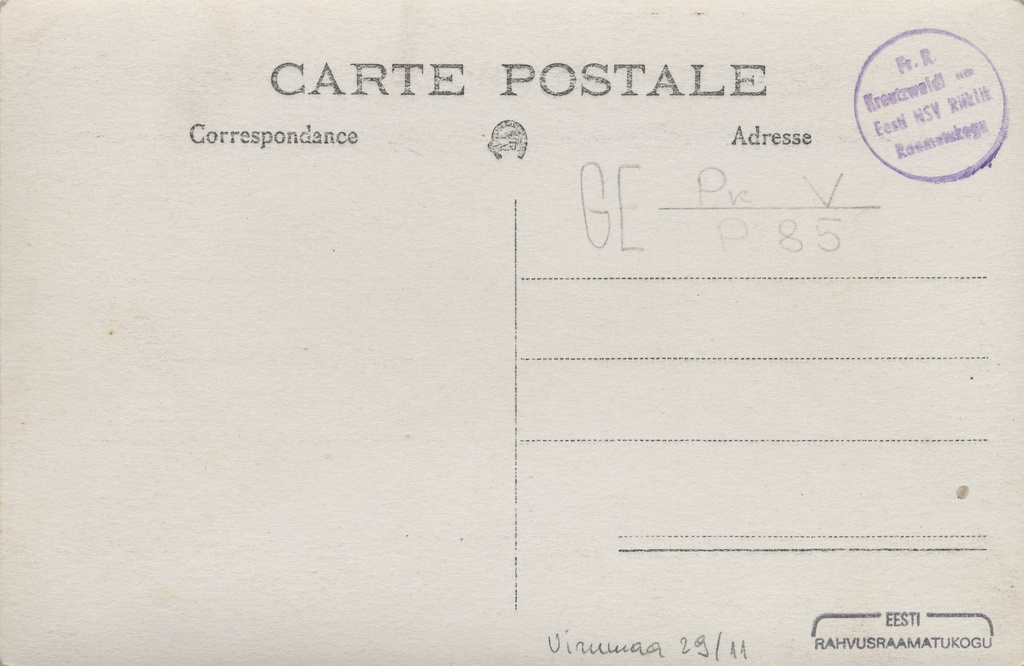 CARTE POSTALE
Correspondance
Adresse
Fr. R.
Kreutzwaldi nim.
Eesti NSV Riiklik
Raamatukogu
GE Pk V
P 85
Virumaa 29/11
EESTI
RAHVUSRAAMATUKOGU